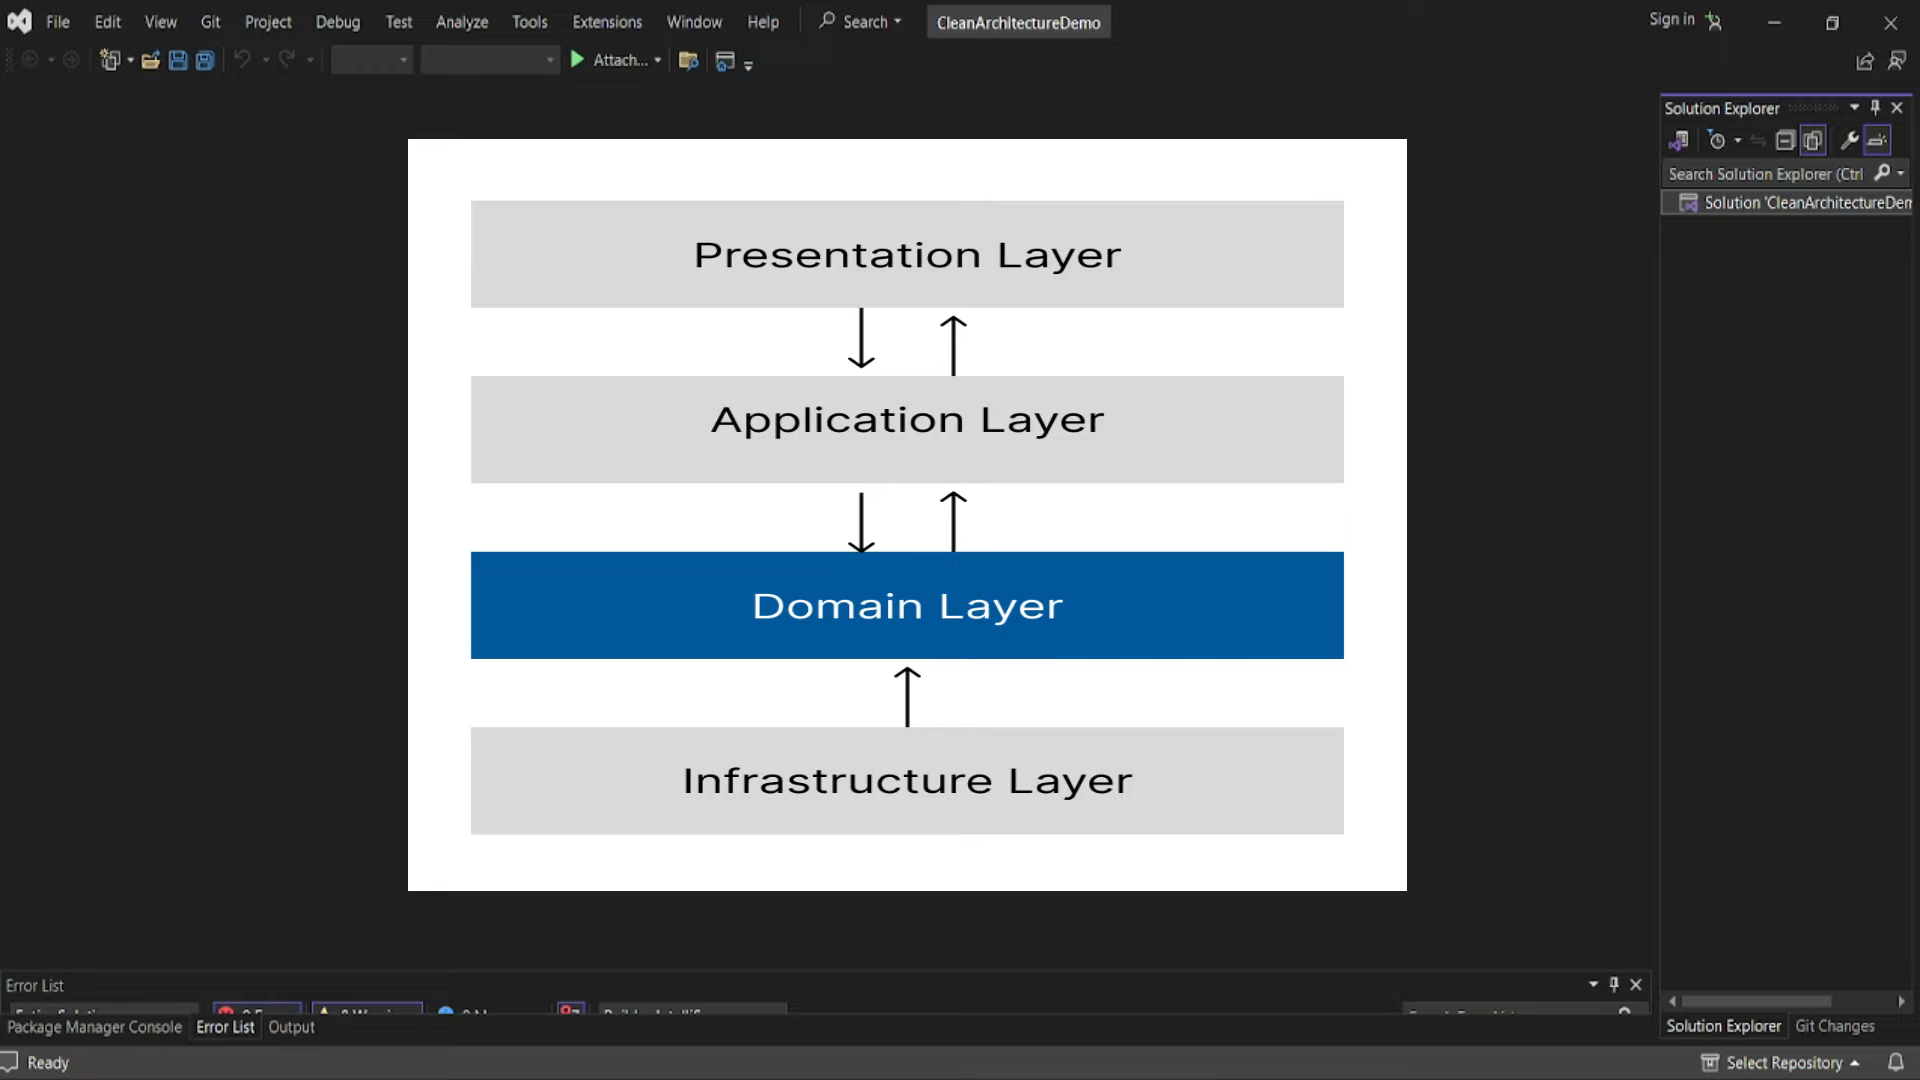 File Edit View Git Project Debug Test Analyze Tools Extensions Window Help Search CleanArchitectureDemo Sign in
Attach...
Solution Explorer
Search Solution Explorer (Ctrl
Solution 'CleanArchitectureDem
Presentation Layer
Application Layer
Domain Layer
Infrastructure Layer
Error List
Package Manager Console Error List Output
Solution Explorer Git Changes
Ready
Select Repository